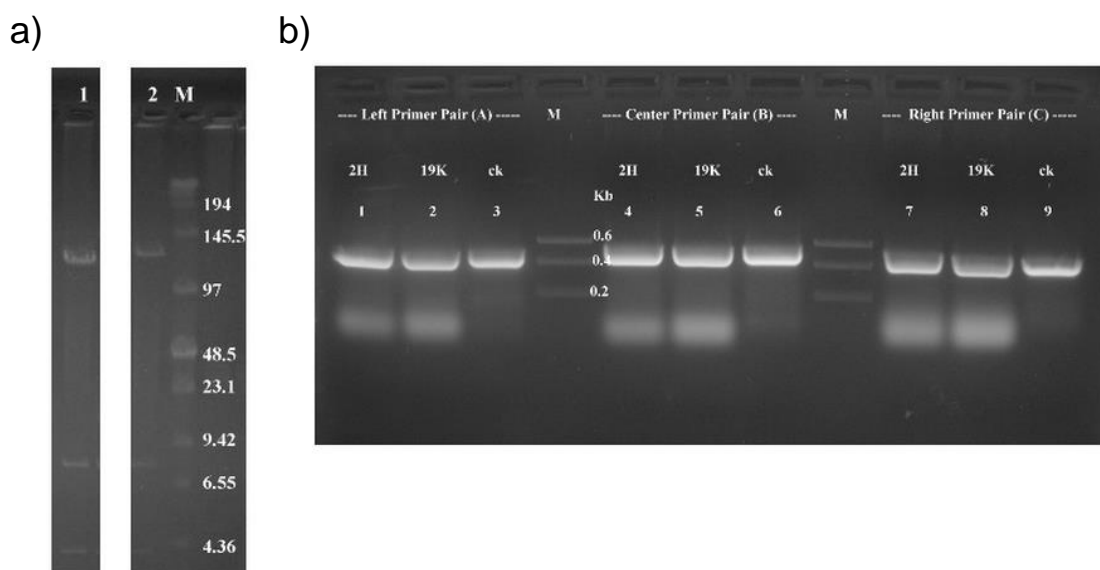 a)
1
2 M
194
145.5
97
48.5
23.1
9.42
6.55
4.36
b)
---- Left Primer Pair (A) -----
M
---- Center Primer Pair (B) ----
M
---- Right Primer Pair (C) -----
2H 19K ck
2H 19K ck
2H 19K ck
Kb
1 2 3
4 5 6
7 8 9
0.6
0.4
0.2